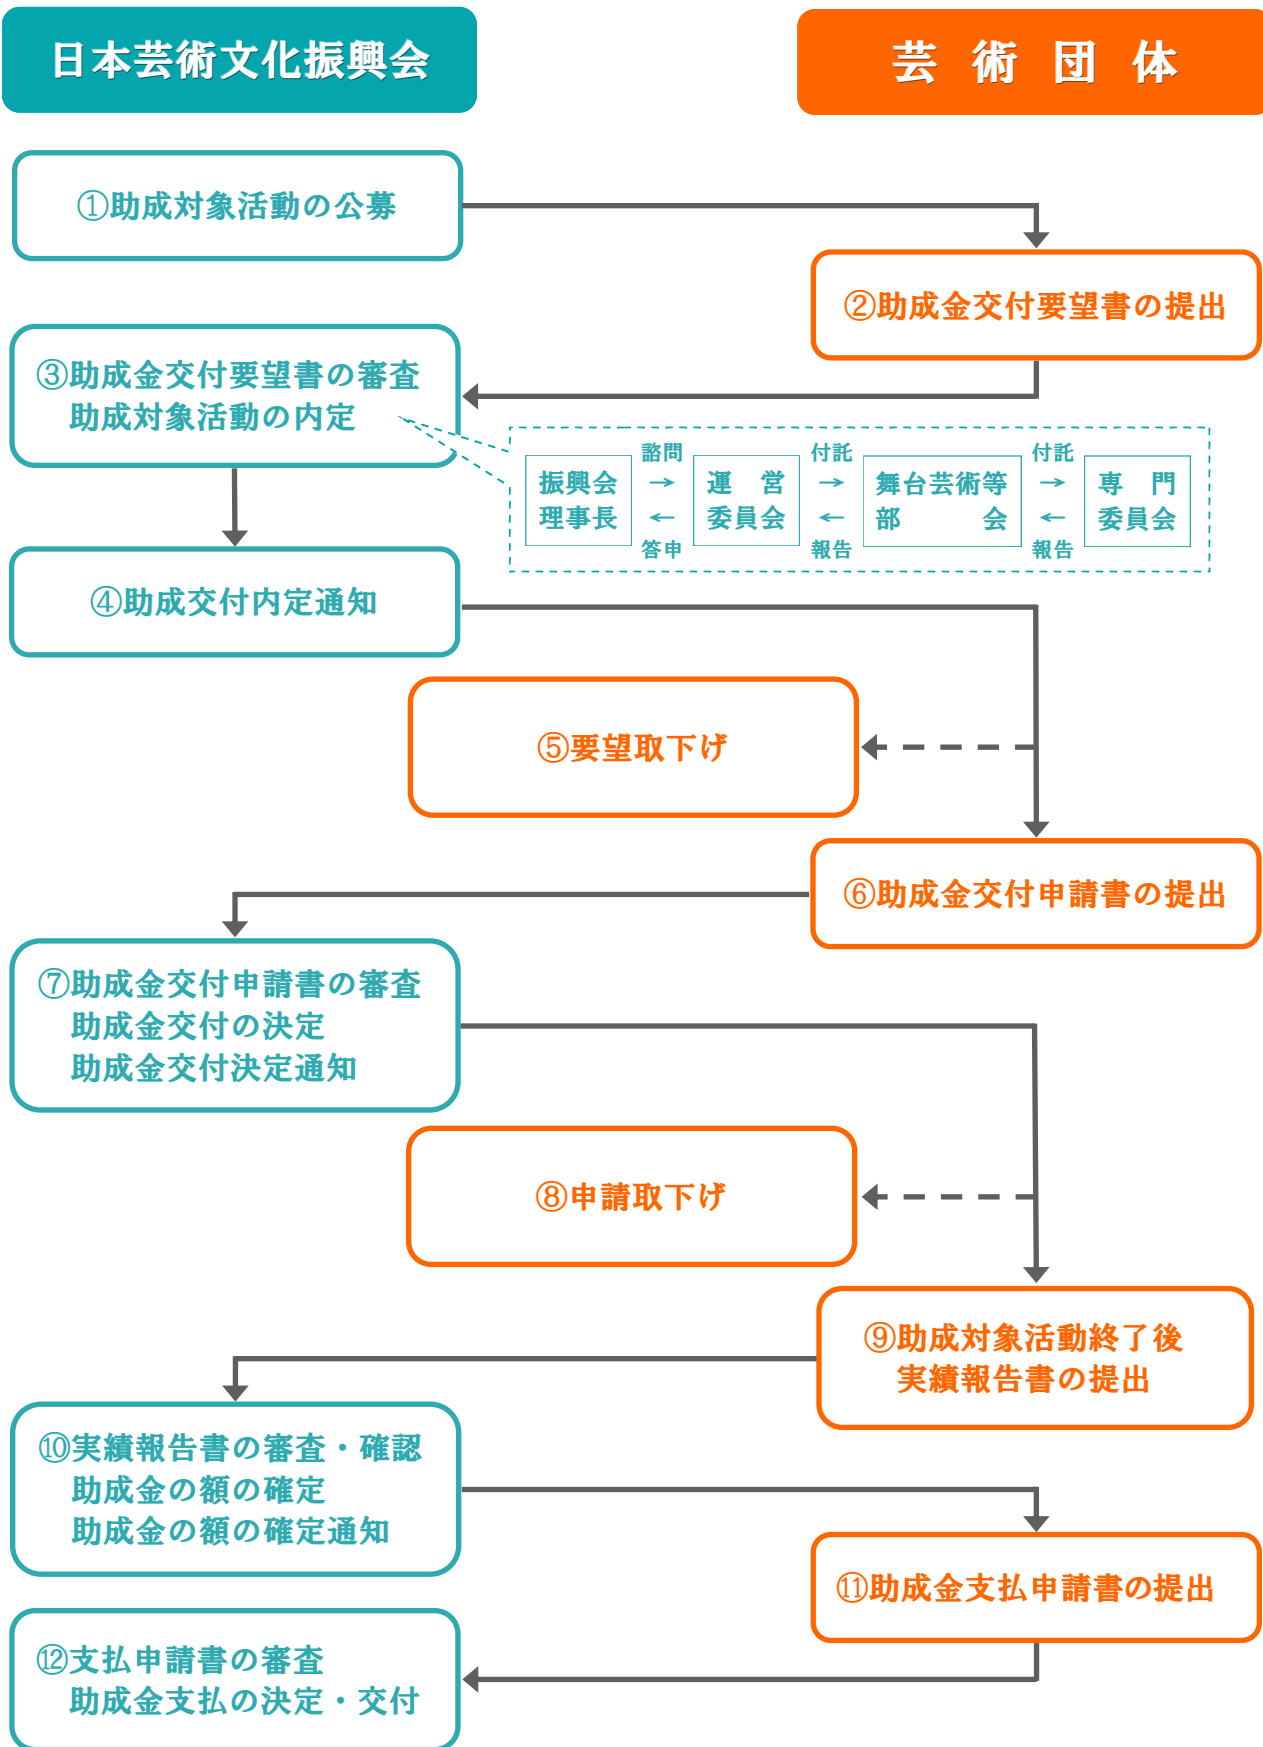 日本芸術文化振興会
芸術団体
①助成対象活動の公募
②助成金交付要望書の提出
③助成金交付要望書の審査
助成対象活動の内定
諮問
付託
付託
振興会
理事長
→
←
運営
委員会
→
←
舞台芸術等
部会
→
←
専門
委員会
答申
報告
報告
④助成交付内定通知
⑤要望取下げ
⑥助成金交付申請書の提出
⑦助成金交付申請書の審査
助成金交付の決定
助成金交付決定通知
⑧申請取下げ
⑨助成対象活動終了後
実績報告書の提出
⑩実績報告書の審査・確認
助成金の額の確定
助成金の額の確定通知
⑪助成金支払申請書の提出
⑫支払申請書の審査
助成金支払の決定・交付